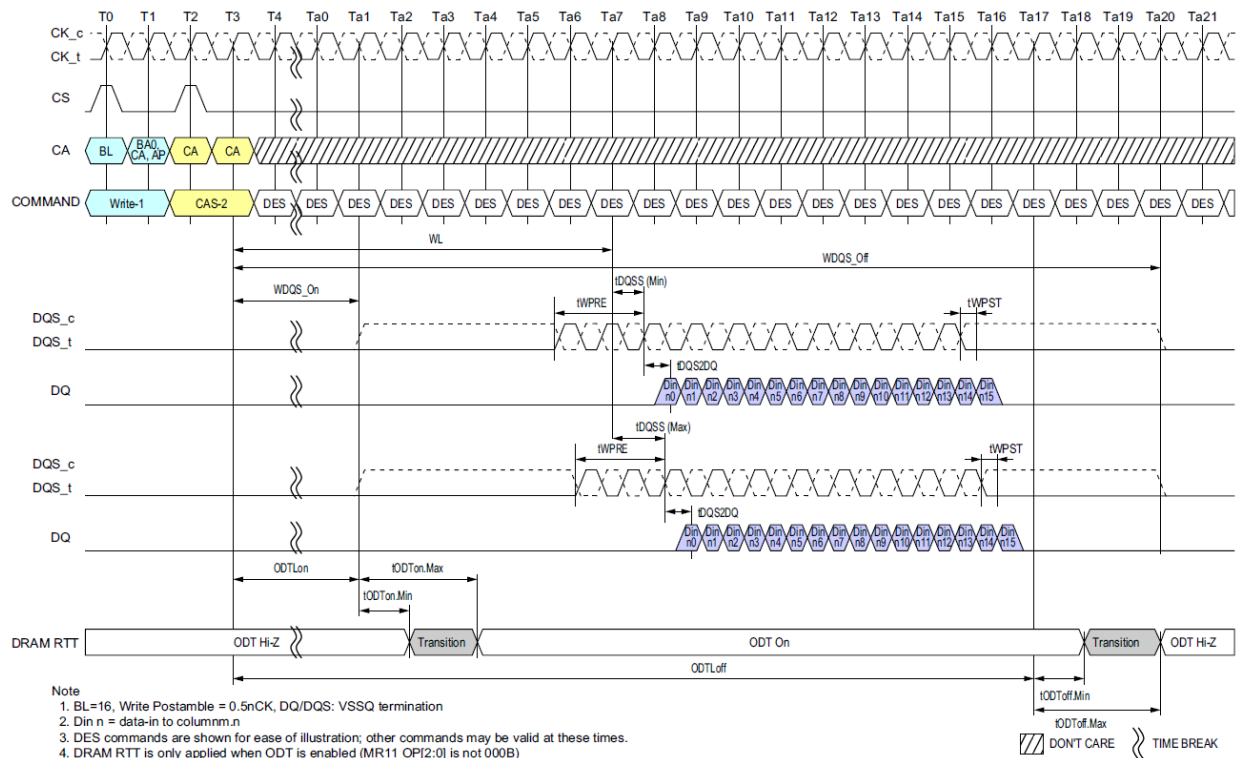 T0 T1 T2 T3 T4 Ta0 Ta1 Ta2 Ta3 Ta4 Ta5 Ta6 Ta7 Ta8 Ta9 Ta10 Ta11 Ta12 Ta13 Ta14 Ta15 Ta16 Ta17 Ta18 Ta19 Ta20 Ta21
CK_c
CK_t
CS
CA BL BA0, CA, AP CA CA
COMMAND Write-1 CAS-2 DES DES DES DES DES DES DES DES DES DES DES DES DES DES DES DES DES DES DES DES DES DES DES
WL
WDQS_Off
tDQSS (Min)
WDQS_On
tWPRE tWPST
DQS_c
DQS_t
tDQS2DQ
DQ Din n0 Din n1 Din n2 Din n3 Din n4 Din n5 Din n6 Din n7 Din n8 Din n9 Din n10 Din n11 Din n12 Din n13 Din n14 Din n15
tDQSS (Max)
tWPRE tWPST
DQS_c
DQS_t
tDQS2DQ
DQ Din n0 Din n1 Din n2 Din n3 Din n4 Din n5 Din n6 Din n7 Din n8 Din n9 Din n10 Din n11 Din n12 Din n13 Din n14 Din n15
ODTLon tODTon.Max
tODTon.Min
DRAM RTT ODT Hi-Z Transition ODT On Transition ODT Hi-Z
ODTLoff
tODToff.Min
tODToff.Max
Note
1. BL=16, Write Postamble = 0.5nCK, DQ/DQS: VSSQ termination
2. Din n = data-in to columnm.n
3. DES commands are shown for ease of illustration; other commands may be valid at these times.
4. DRAM RTT is only applied when ODT is enabled (MR11 OP[2:0] is not 000B)
DON'T CARE TIME BREAK